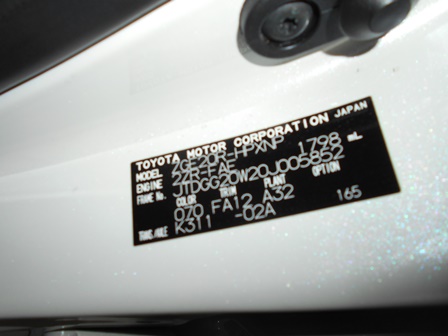 TOYOTA MOTOR CORPORATION JAPAN
MODEL ZGE20R-HPXNP
ENGINE 2ZR-FAE 1798 mL
FRAME No. JTDGG20W20J005852
COLOR TRIM PLANT OPTION
070 FA12 A32
TRANS./AXLE K311 -02A 165